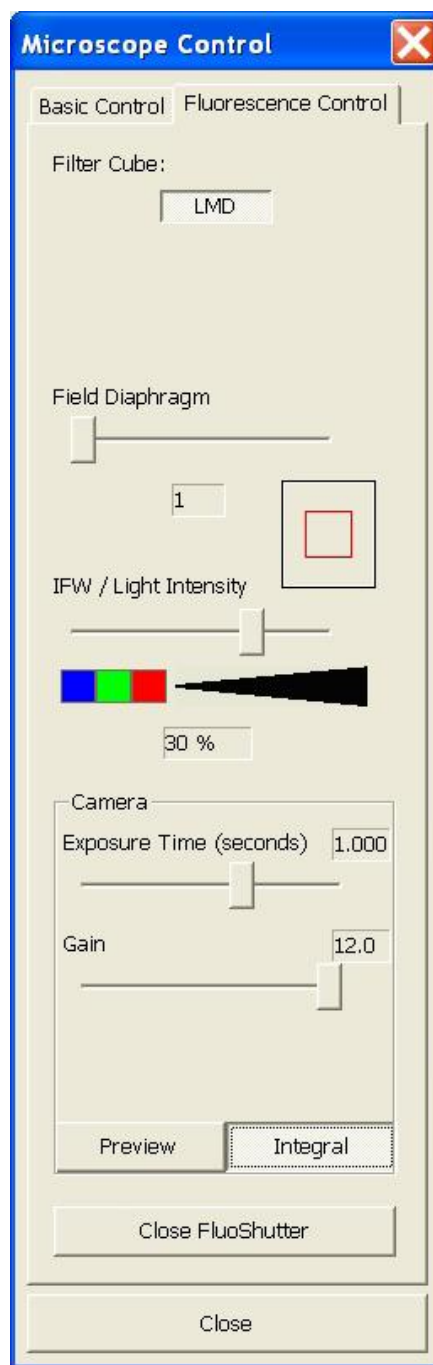 Microscope Control
Basic Control Fluorescence Control
Filter Cube:
LMD
Field Diaphragm
1
IFW / Light Intensity
30 %
Camera
Exposure Time (seconds) 1.000
Gain 12.0
Preview Integral
Close FluoShutter
Close